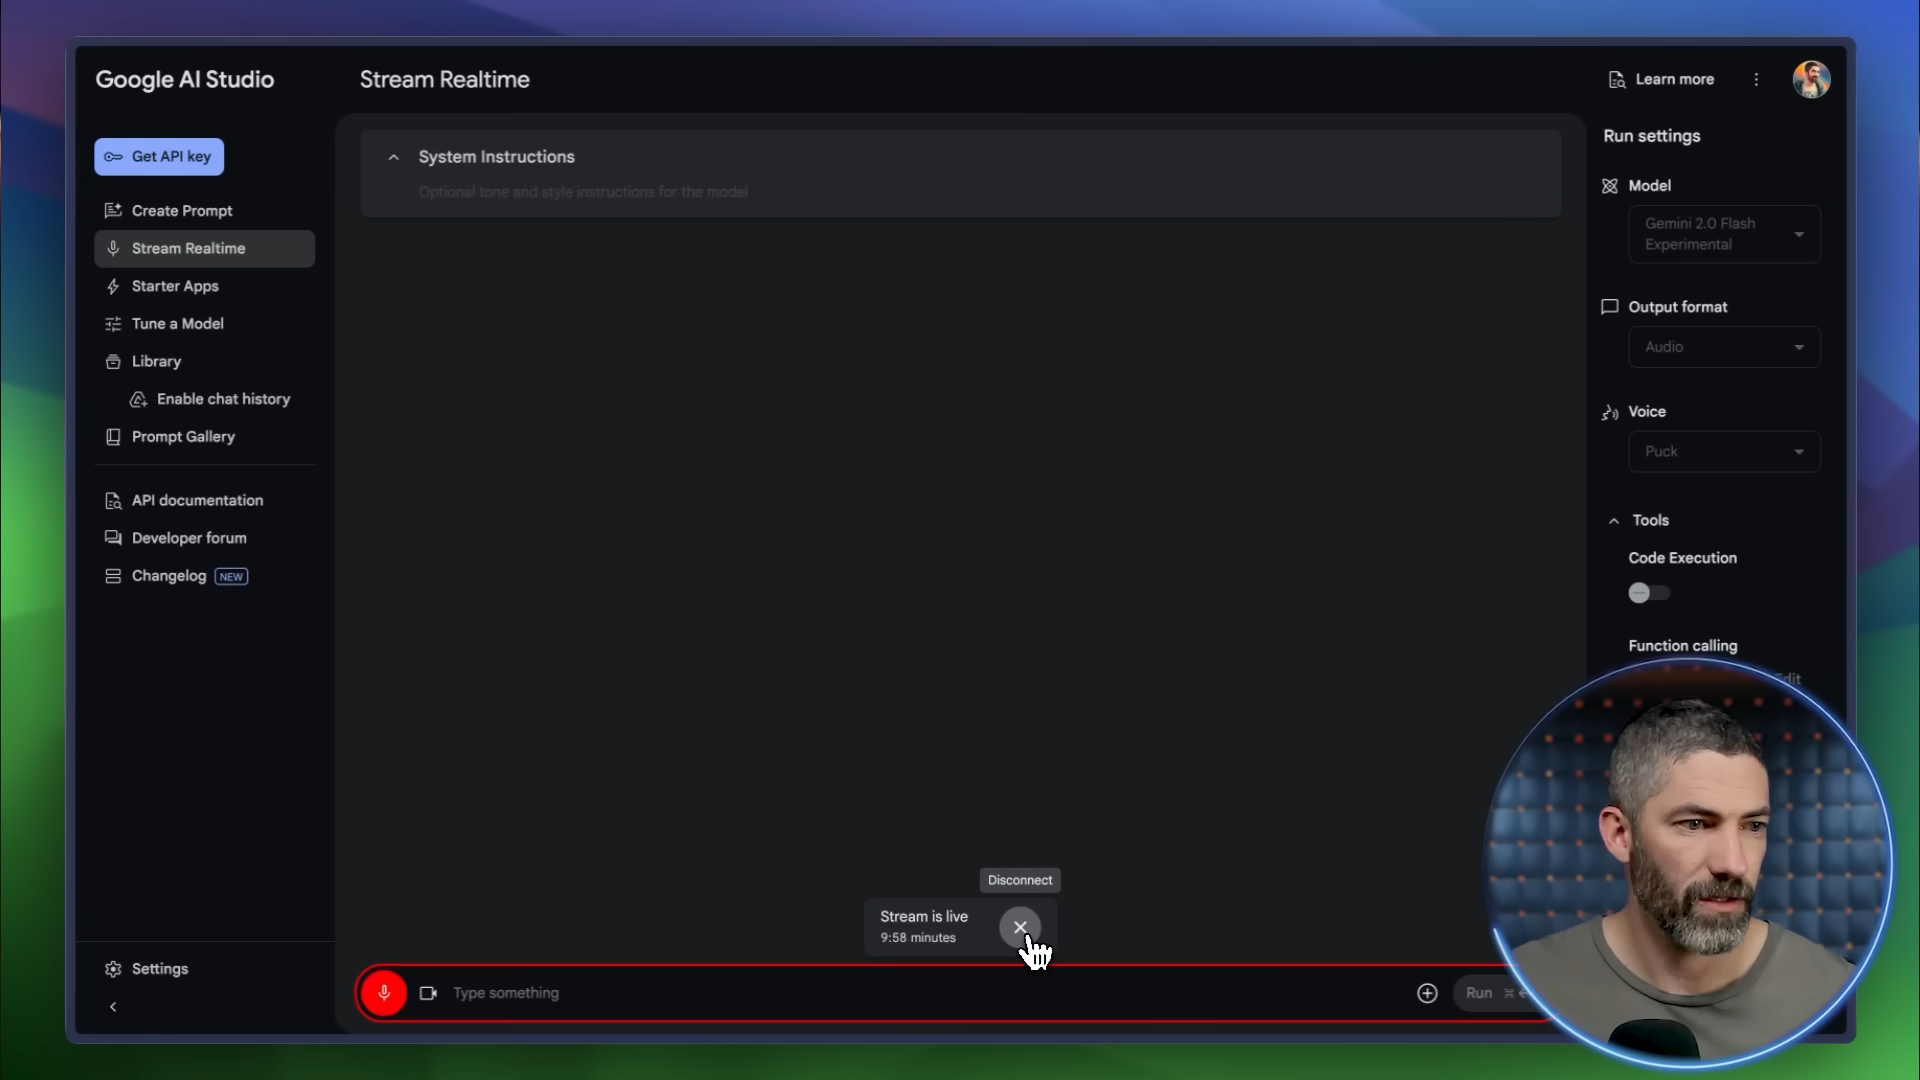 Google AI Studio
Stream Realtime
Learn more
Get API key
Create Prompt
Stream Realtime
Starter Apps
Tune a Model
Library
Enable chat history
Prompt Gallery
API documentation
Developer forum
Changelog NEW
Settings
System Instructions
Optional tone and style instructions for the model
Disconnect
Stream is live
9:58 minutes
Type something
Run ⌘
Run settings
Model
Gemini 2.0 Flash
Experimental
Output format
Audio
Voice
Puck
Tools
Code Execution
Function calling
Edit